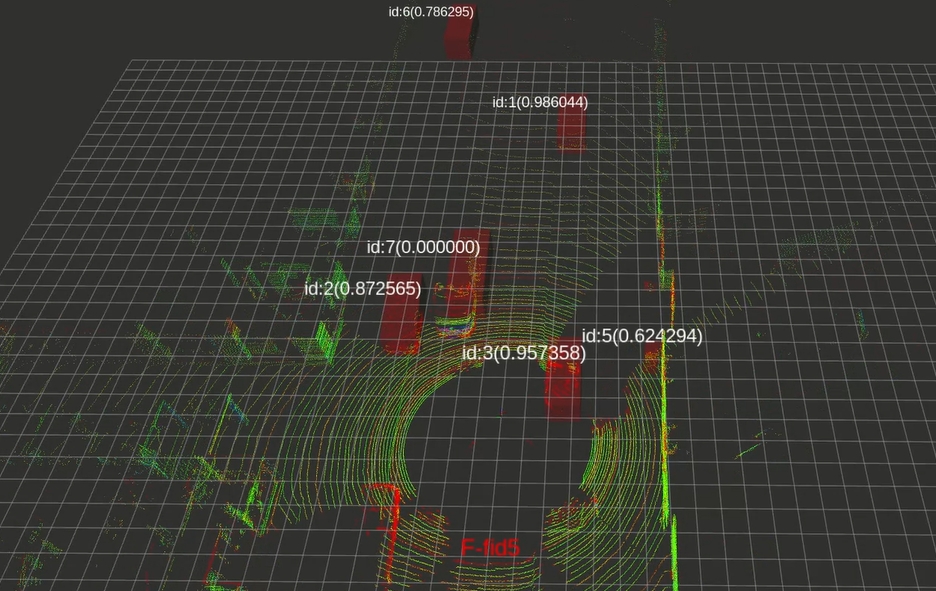 id:6(0.786295)
id:1(0.986044)
id:7(0.000000)
id:2(0.872565)
id:5(0.624294)
id:3(0.957358)
F-fid5